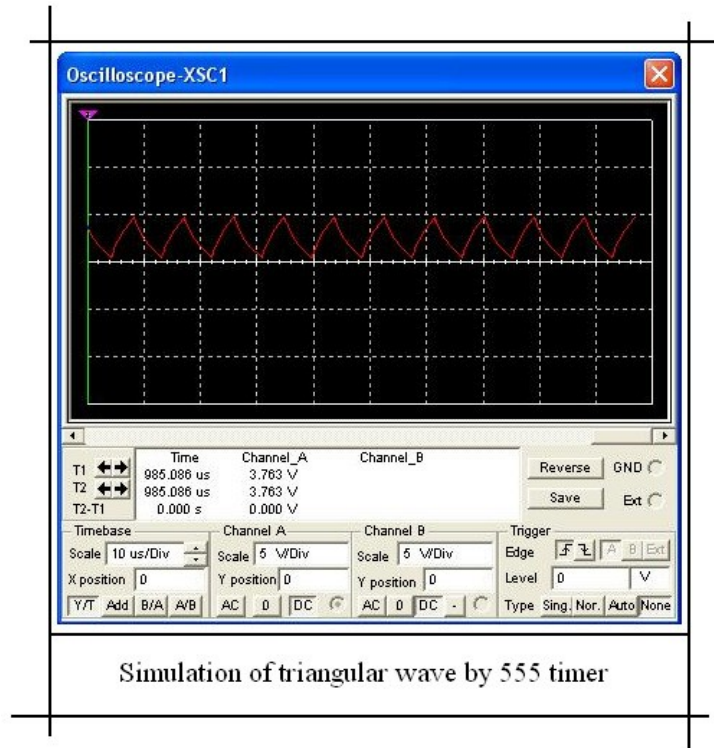 Oscilloscope-XSC1
Time Channel_A Channel_B
T1 985.086 us 3.763 V
T2 985.086 us 3.763 V
T2-T1 0.000 s 0.000 V
Reverse GND
Save Ext
Timebase Channel A Channel B Trigger
Scale 10 us/Div Scale 5 V/Div Scale 5 V/Div Edge A B Ext
X position 0 Y position 0 Y position 0 Level 0 V
Y/T Add B/A A/B AC 0 DC AC 0 DC - Type Sing. Nor. Auto None
Simulation of triangular wave by 555 timer